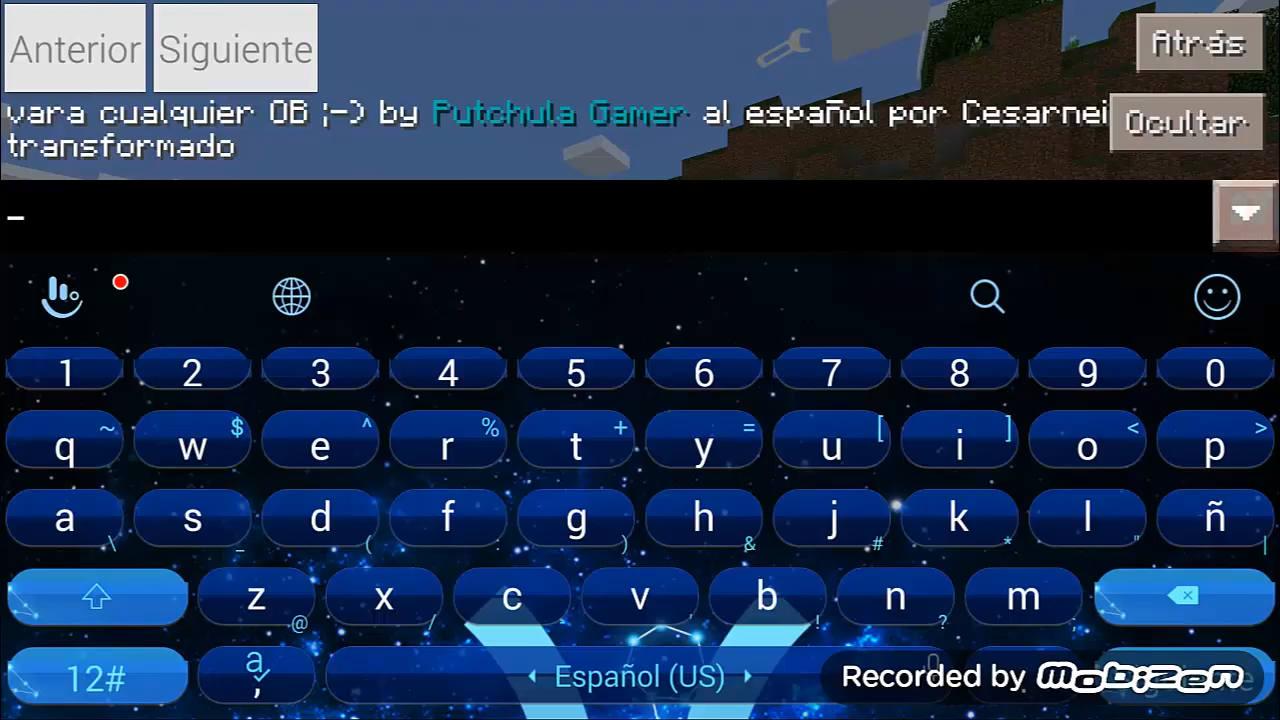 Anterior Siguiente Atrás
vara cualquier OB ;-) by Putchula Gamer al español por Cesarnei Ocultar
transformado
_
1 2 3 4 5 6 7 8 9 0
q ~ w $ e ^ r % t + y = u [ i ] o < p >
a \ s _ d ( f : g ) h & j # k * l " ñ |
z @ x / c v ' b ! n ? m ;
12# a , Español (US) Recorded by mobizen